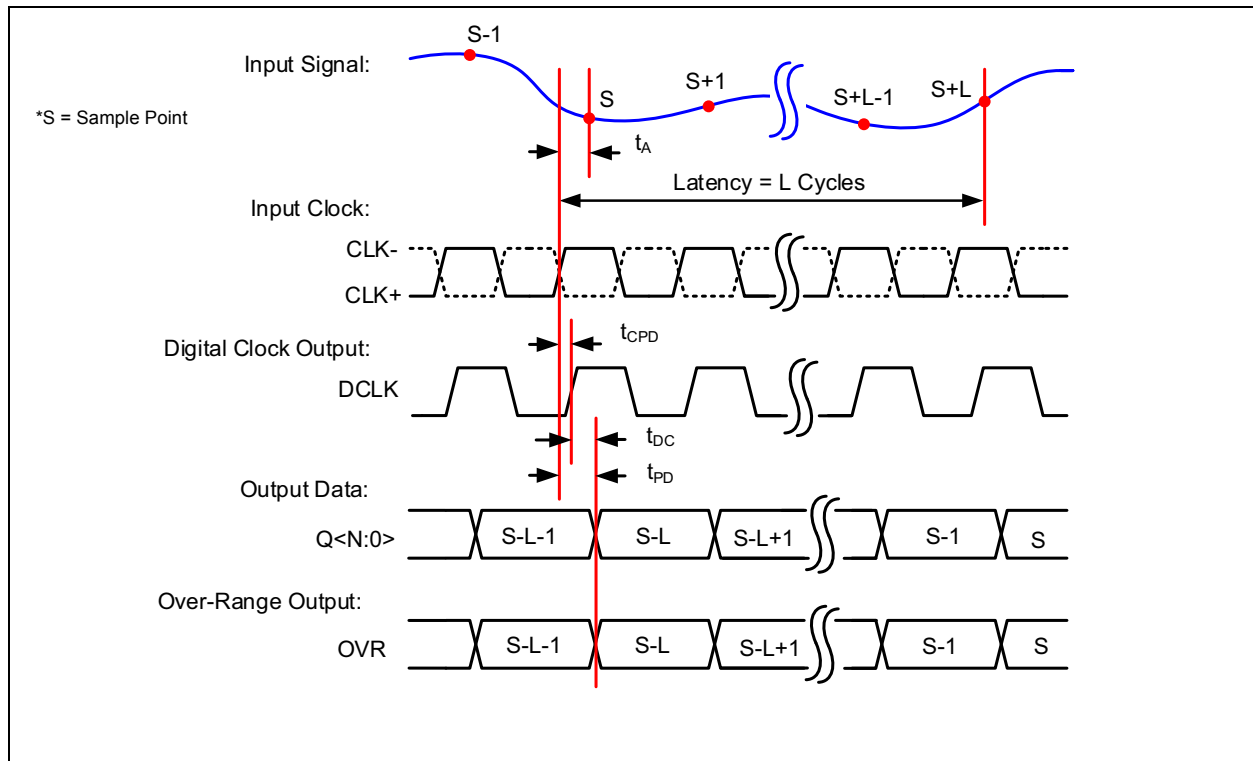 S-1
Input Signal:
S
S+1
S+L-1
S+L
*S = Sample Point
tA
Latency = L Cycles
Input Clock:
CLK-
CLK+
tCPD
Digital Clock Output:
DCLK
tDC
tPD
Output Data:
Q<N:0>
S-L-1
S-L
S-L+1
S-1
S
Over-Range Output:
OVR
S-L-1
S-L
S-L+1
S-1
S